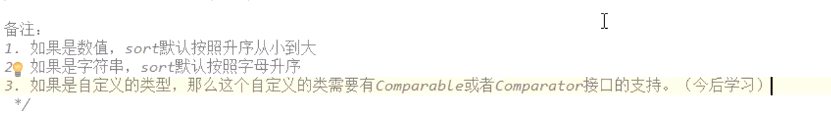 备注：
1. 如果是数值，sort默认按照升序从小到大
2 如果是字符串，sort默认按照字母升序
3. 如果是自定义的类型，那么这个自定义的类需要有Comparable或者Comparator接口的支持。（今后学习）
*/